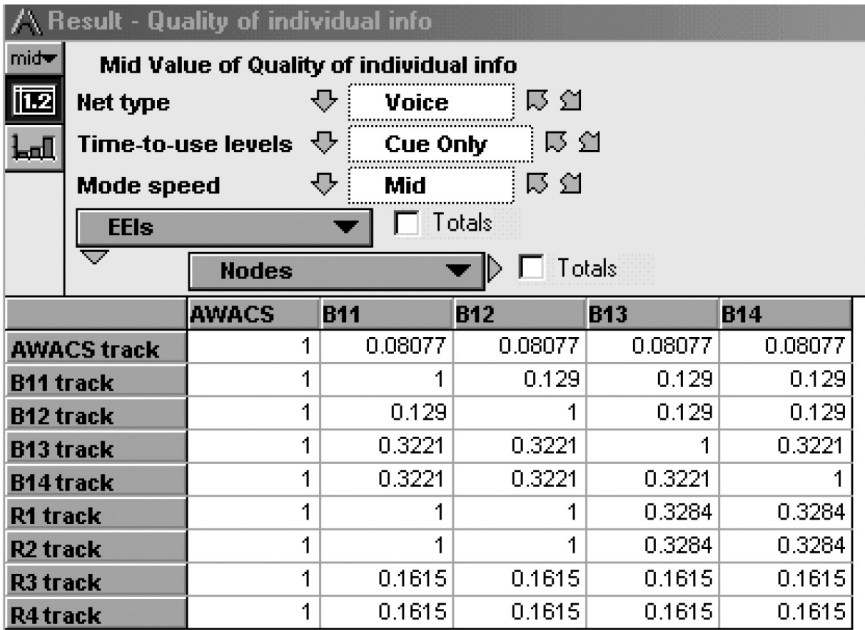 Result - Quality of individual info
mid
Mid Value of Quality of individual info
1.2
Net type Voice
Time-to-use levels Cue Only
Mode speed Mid
EEIs Totals
Nodes Totals
AWACS B11 B12 B13 B14
AWACS track 1 0.08077 0.08077 0.08077 0.08077
B11 track 1 1 0.129 0.129 0.129
B12 track 1 0.129 1 0.129 0.129
B13 track 1 0.3221 0.3221 1 0.3221
B14 track 1 0.3221 0.3221 0.3221 1
R1 track 1 1 1 0.3284 0.3284
R2 track 1 1 1 0.3284 0.3284
R3 track 1 0.1615 0.1615 0.1615 0.1615
R4 track 1 0.1615 0.1615 0.1615 0.1615